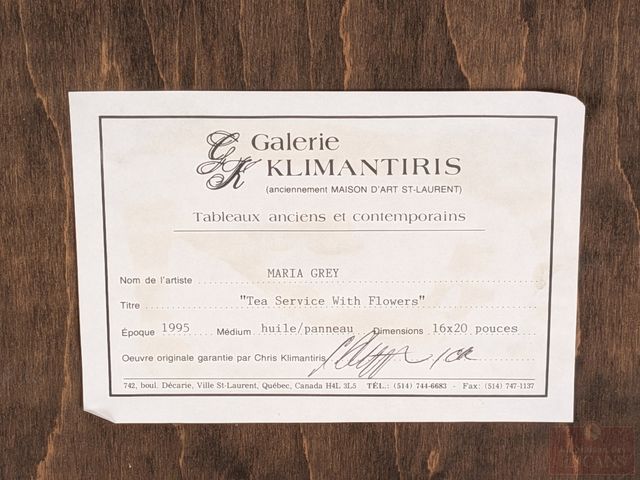 GK Galerie
KLIMANTIRIS
(anciennement MAISON D'ART ST-LAURENT)
Tableaux anciens et contemporains
Nom de l'artiste MARIA GREY
Titre "Tea Service With Flowers"
Époque 1995 Médium huile/panneau Dimensions 16x20 pouces
Oeuvre originale garantie par Chris Klimantiris
742, boul. Décarie, Ville St-Laurent, Québec, Canada H4L 3L5 TÉL.: (514) 744-6683 - Fax: (514) 747-1137